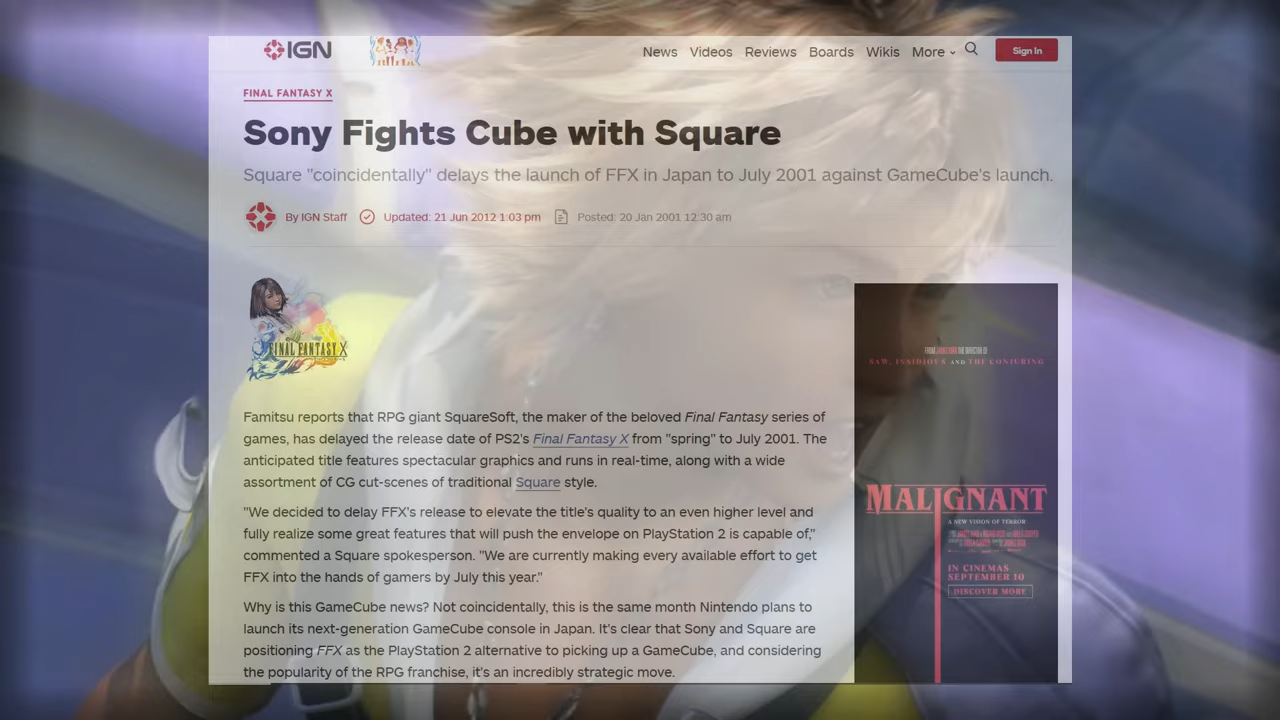 IGN
News Videos Reviews Boards Wikis More Sign In
FINAL FANTASY X
Sony Fights Cube with Square
Square "coincidentally" delays the launch of FFX in Japan to July 2001 against GameCube's launch.
By IGN Staff Updated: 21 Jun 2012 1:03 pm Posted: 20 Jan 2001 12:30 am
FINAL FANTASY X
Famitsu reports that RPG giant SquareSoft, the maker of the beloved Final Fantasy series of
games, has delayed the release date of PS2's Final Fantasy X from "spring" to July 2001. The
anticipated title features spectacular graphics and runs in real-time, along with a wide
assortment of CG cut-scenes of traditional Square style.
"We decided to delay FFX's release to elevate the title's quality to an even higher level and
fully realize some great features that will push the envelope on PlayStation 2 is capable of,"
commented a Square spokesperson. "We are currently making every available effort to get
FFX into the hands of gamers by July this year."
Why is this GameCube news? Not coincidentally, this is the same month Nintendo plans to
launch its next-generation GameCube console in Japan. It's clear that Sony and Square are
positioning FFX as the PlayStation 2 alternative to picking up a GameCube, and considering
the popularity of the RPG franchise, it's an incredibly strategic move.
SAW, INSIDIOUS AND THE CONJURING
MALIGNANT
A NEW VISION OF TERROR
IN CINEMAS
SEPTEMBER 10
DISCOVER MORE